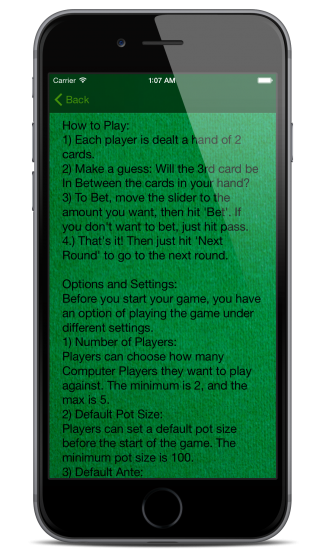 Carrier 1:07 AM
Back
How to Play:
1) Each player is dealt a hand of 2
cards.
2) Make a guess: Will the 3rd card be
In Between the cards in your hand?
3) To Bet, move the slider to the
amount you want, then hit 'Bet'. If
you don't want to bet, just hit pass.
4.) That's it! Then just hit 'Next
Round' to go to the next round.
Options and Settings:
Before you start your game, you have
an option of playing the game under
different settings.
1) Number of Players:
Players can choose how many
Computer Players they want to play
against. The minimum is 2, and the
max is 5.
2) Default Pot Size:
Players can set a default pot size
before the start of the game. The
minimum pot size is 100.
3) Default Ante: